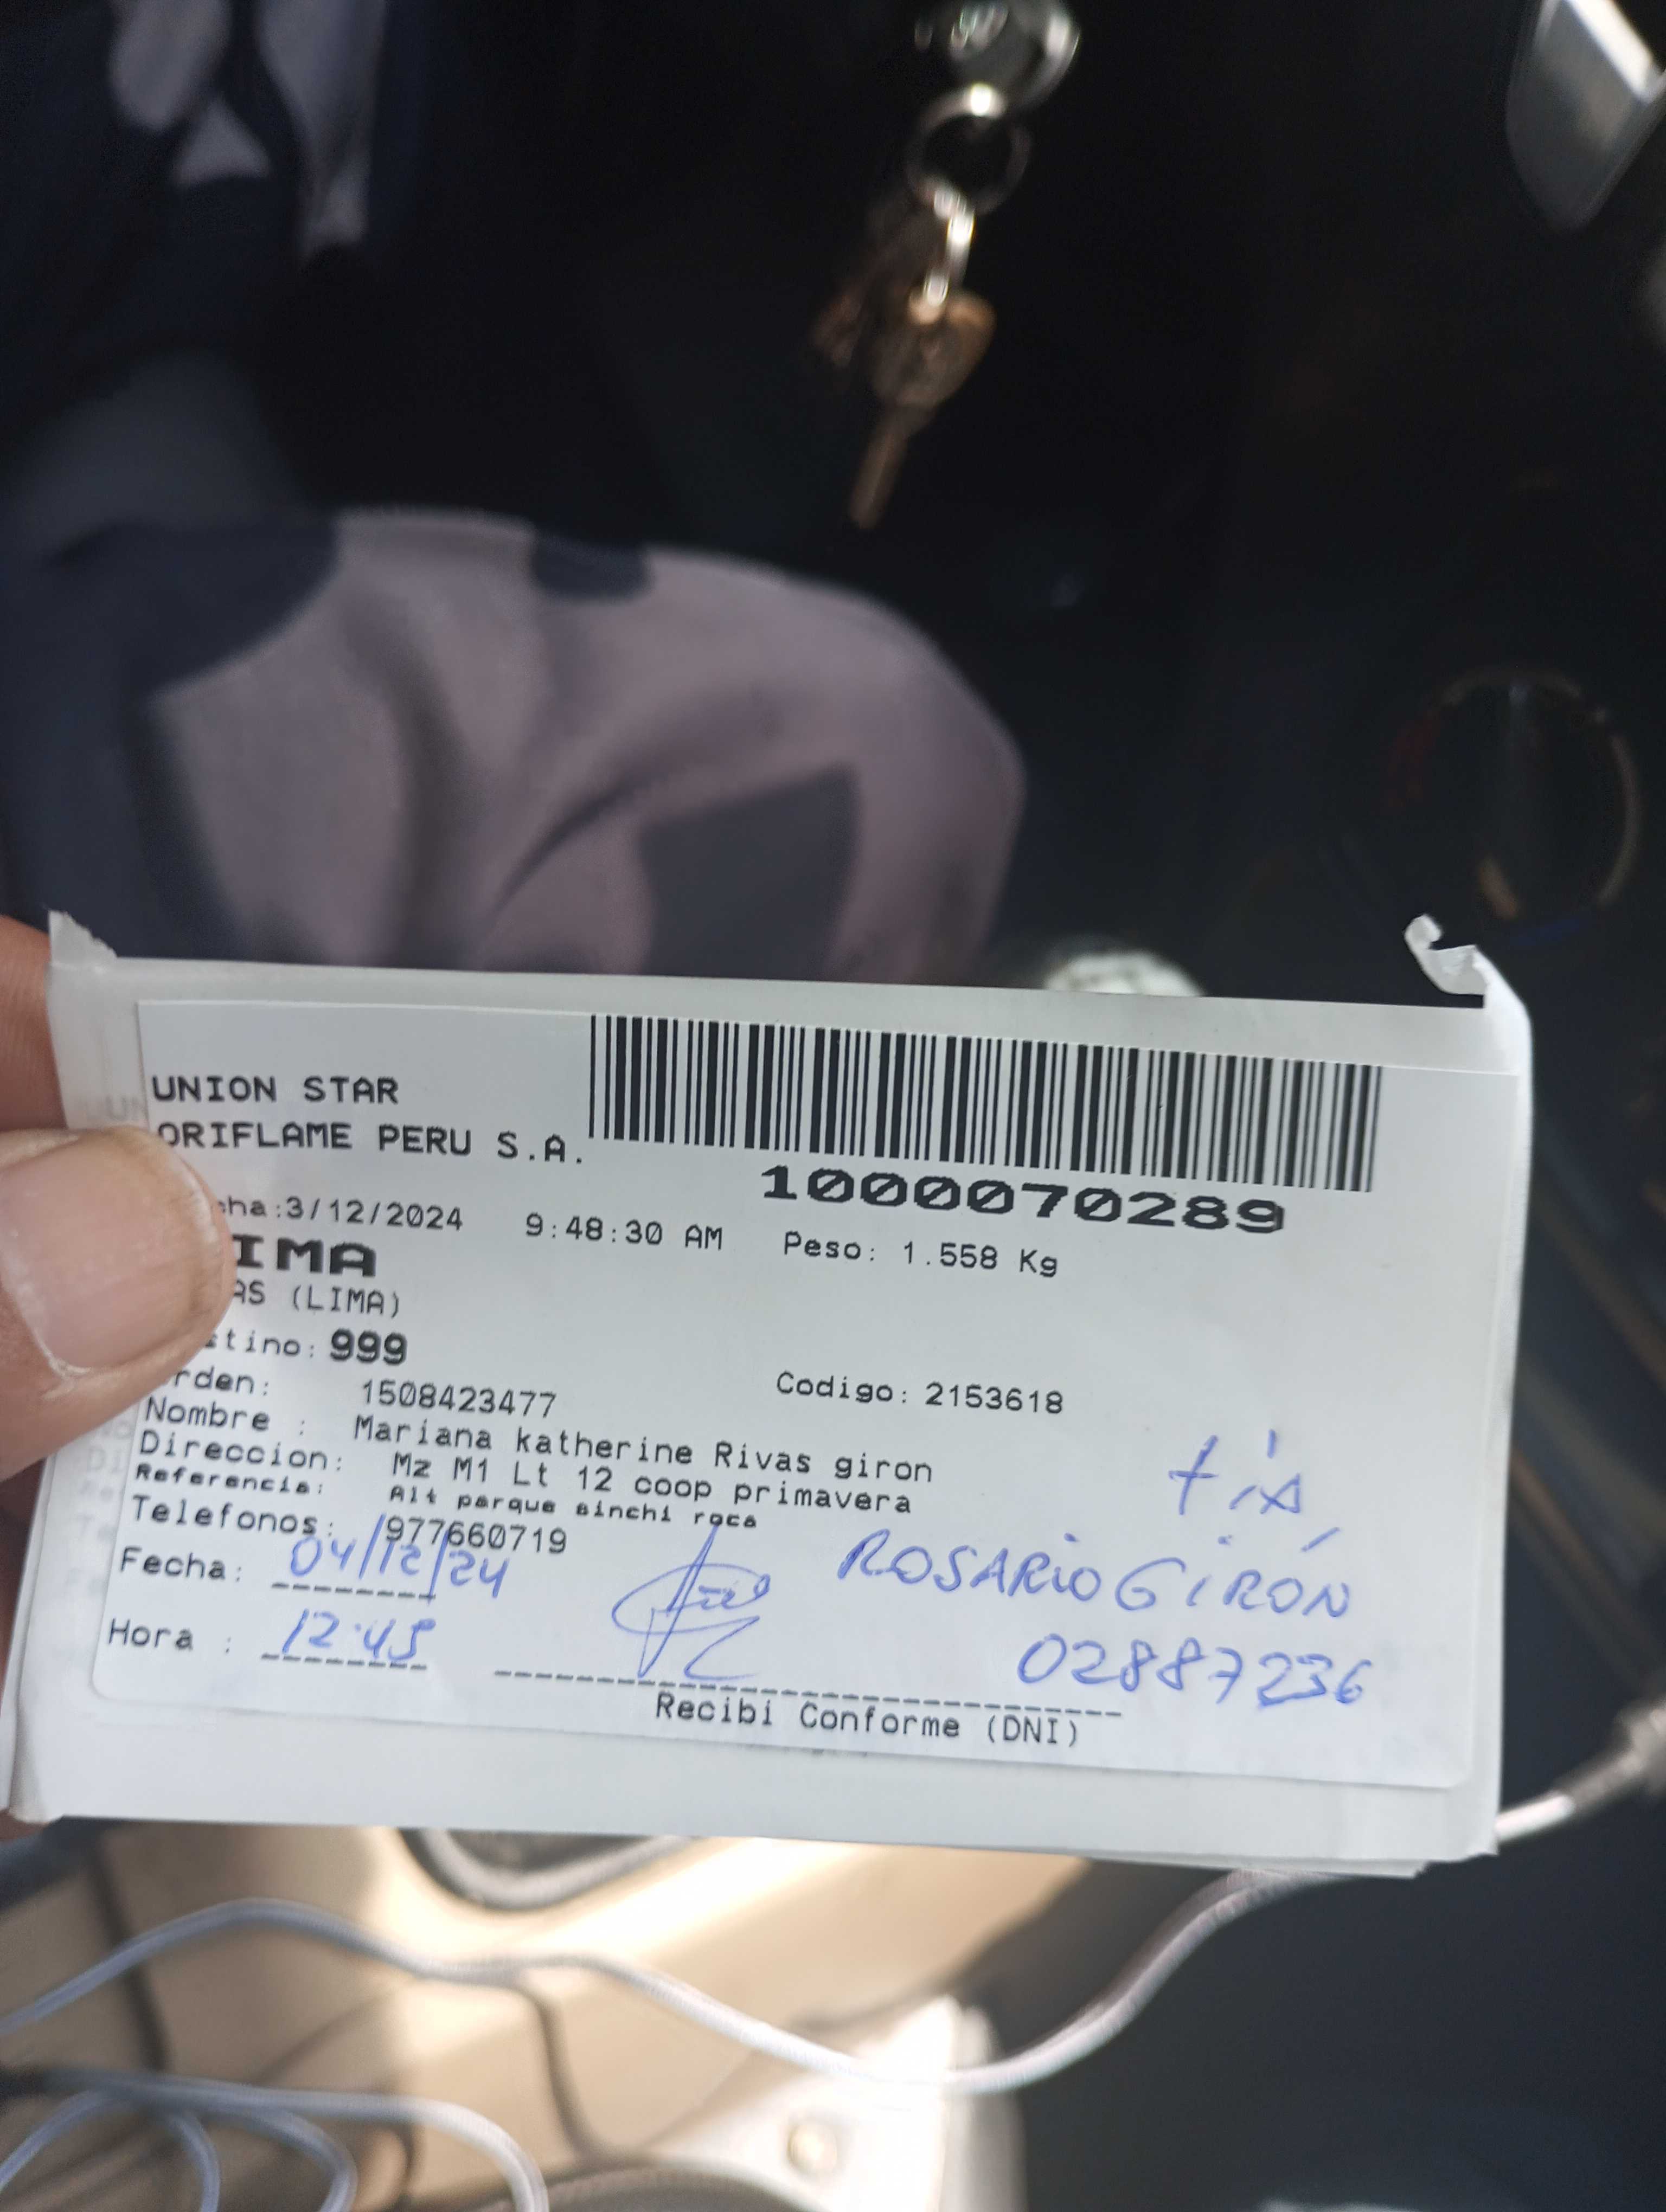 UNION STAR
ORIFLAME PERU S.A.
1000070289
cha:3/12/2024 9:48:30 AM Peso: 1.558 Kg
IMA
AS (LIMA)
tino: 999
rden: 1508423477 Codigo: 2153618
Nombre : Mariana katherine Rivas giron
Direccion: Mz M1 Lt 12 coop primavera
Referencia: Alt parque sinchi roca
Telefonos: 977660719
tía
Fecha: 04/12/24
ROSARIO GIRÓN
Hora : 12:45
02887236
Recibi Conforme (DNI)